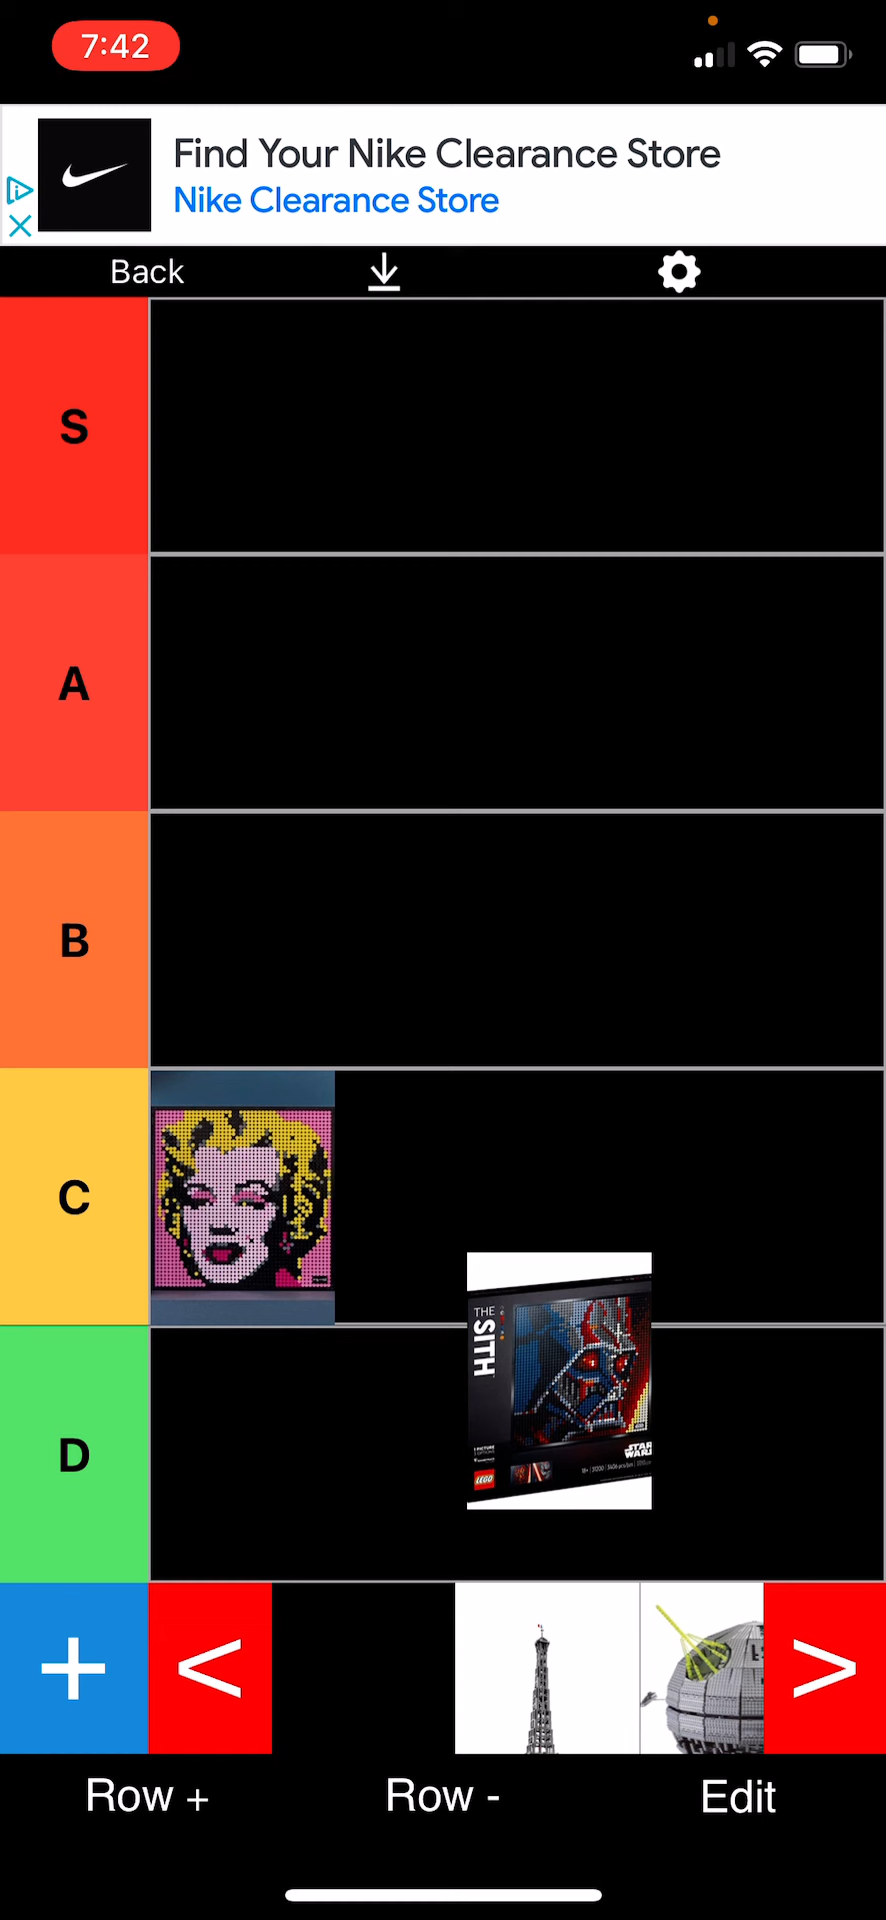 7:42
Find Your Nike Clearance Store
Nike Clearance Store
Back
S
A
B
C
THE
SITH
D
STAR
WARS
LEGO
+
<
>
Row +
Row -
Edit